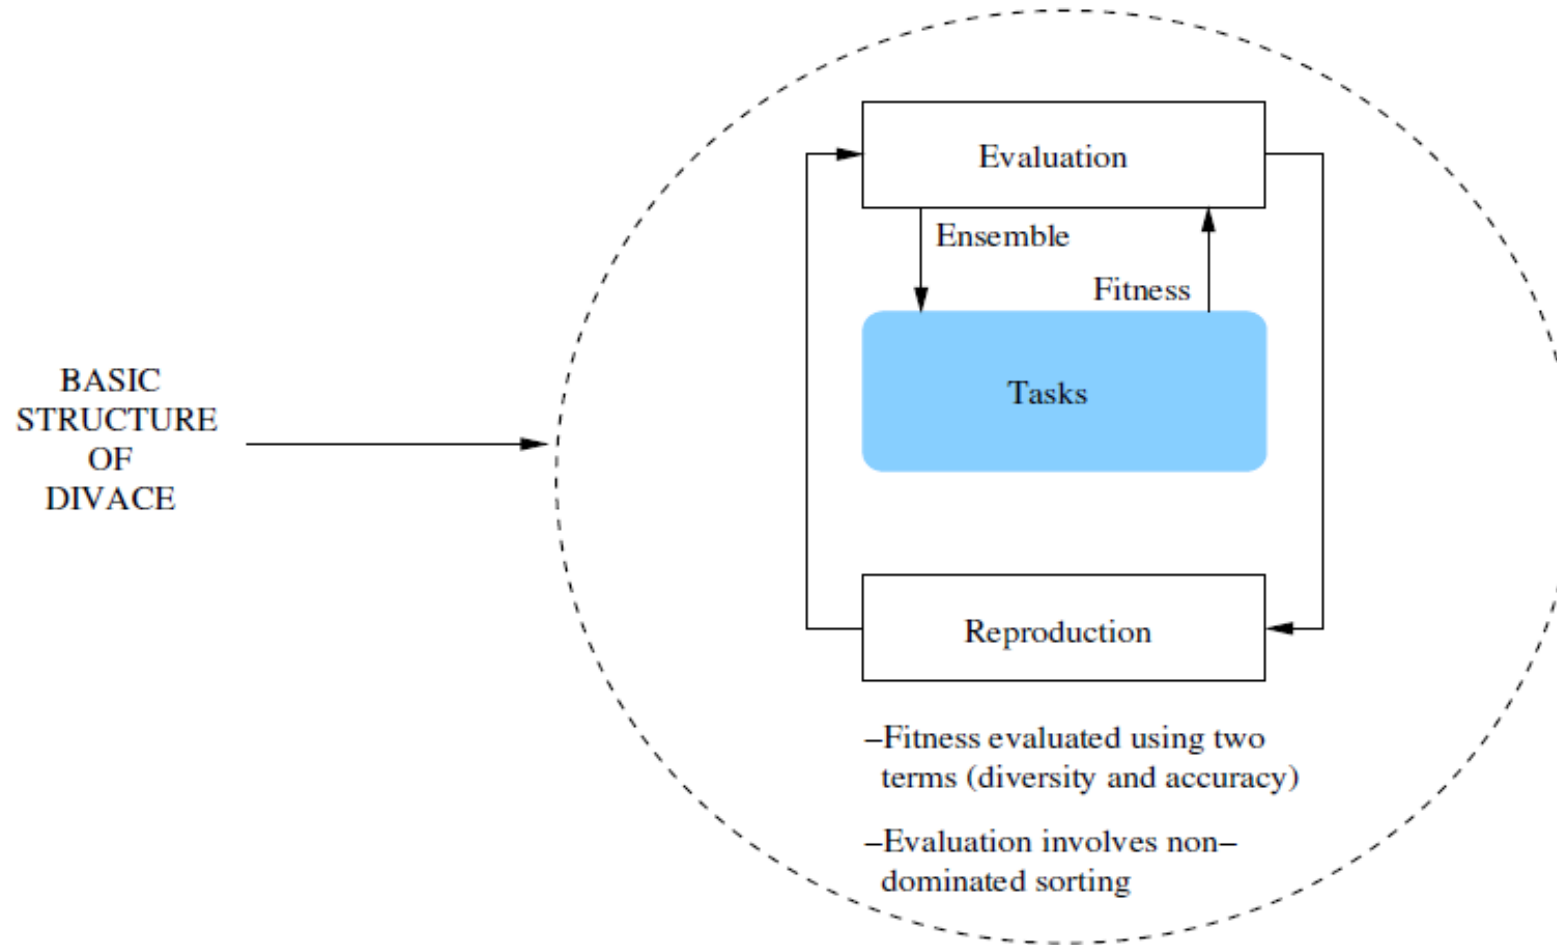 BASIC
STRUCTURE
OF
DIVACE
Evaluation
Ensemble
Fitness
Tasks
Reproduction
–Fitness evaluated using two
terms (diversity and accuracy)
–Evaluation involves non–
dominated sorting